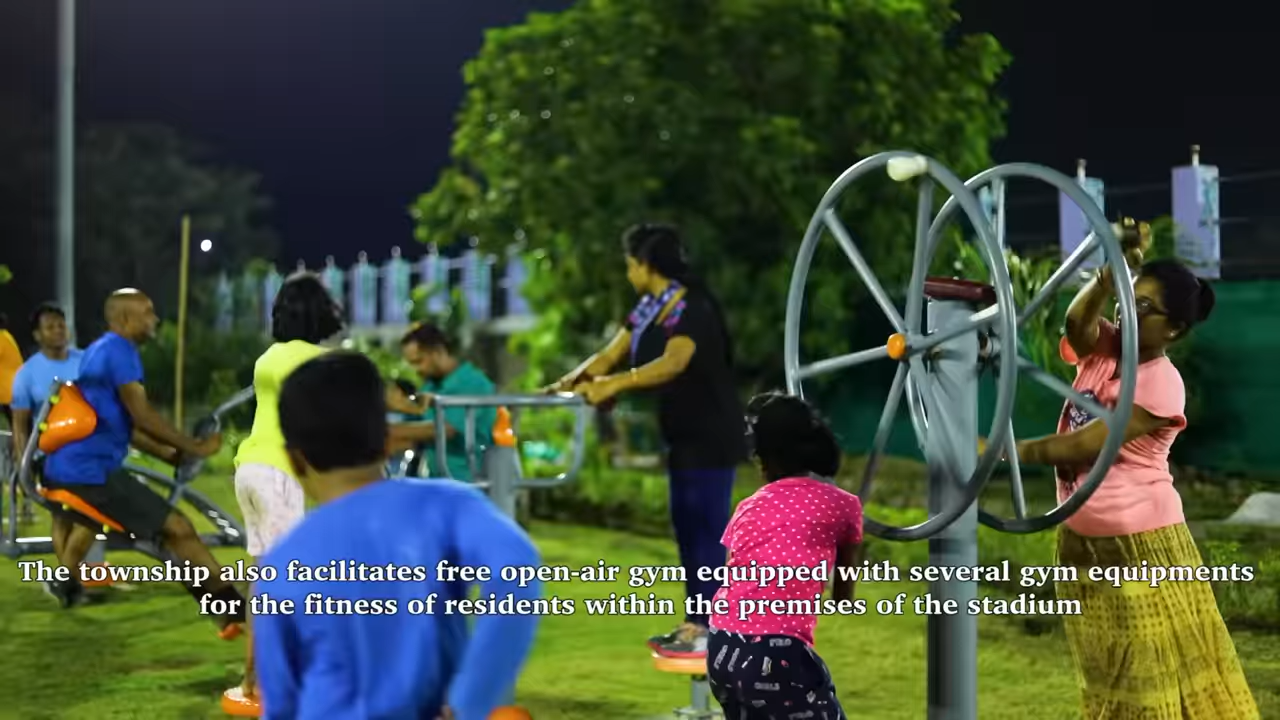 The township also facilitates free open-air gym equipped with several gym equipments
for the fitness of residents within the premises of the stadium